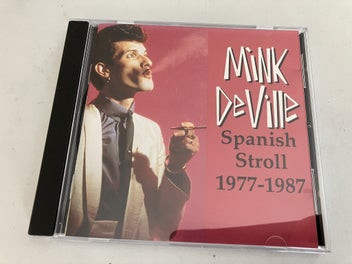 MiNK
DeVille
Spanish
Stroll
1977-1987